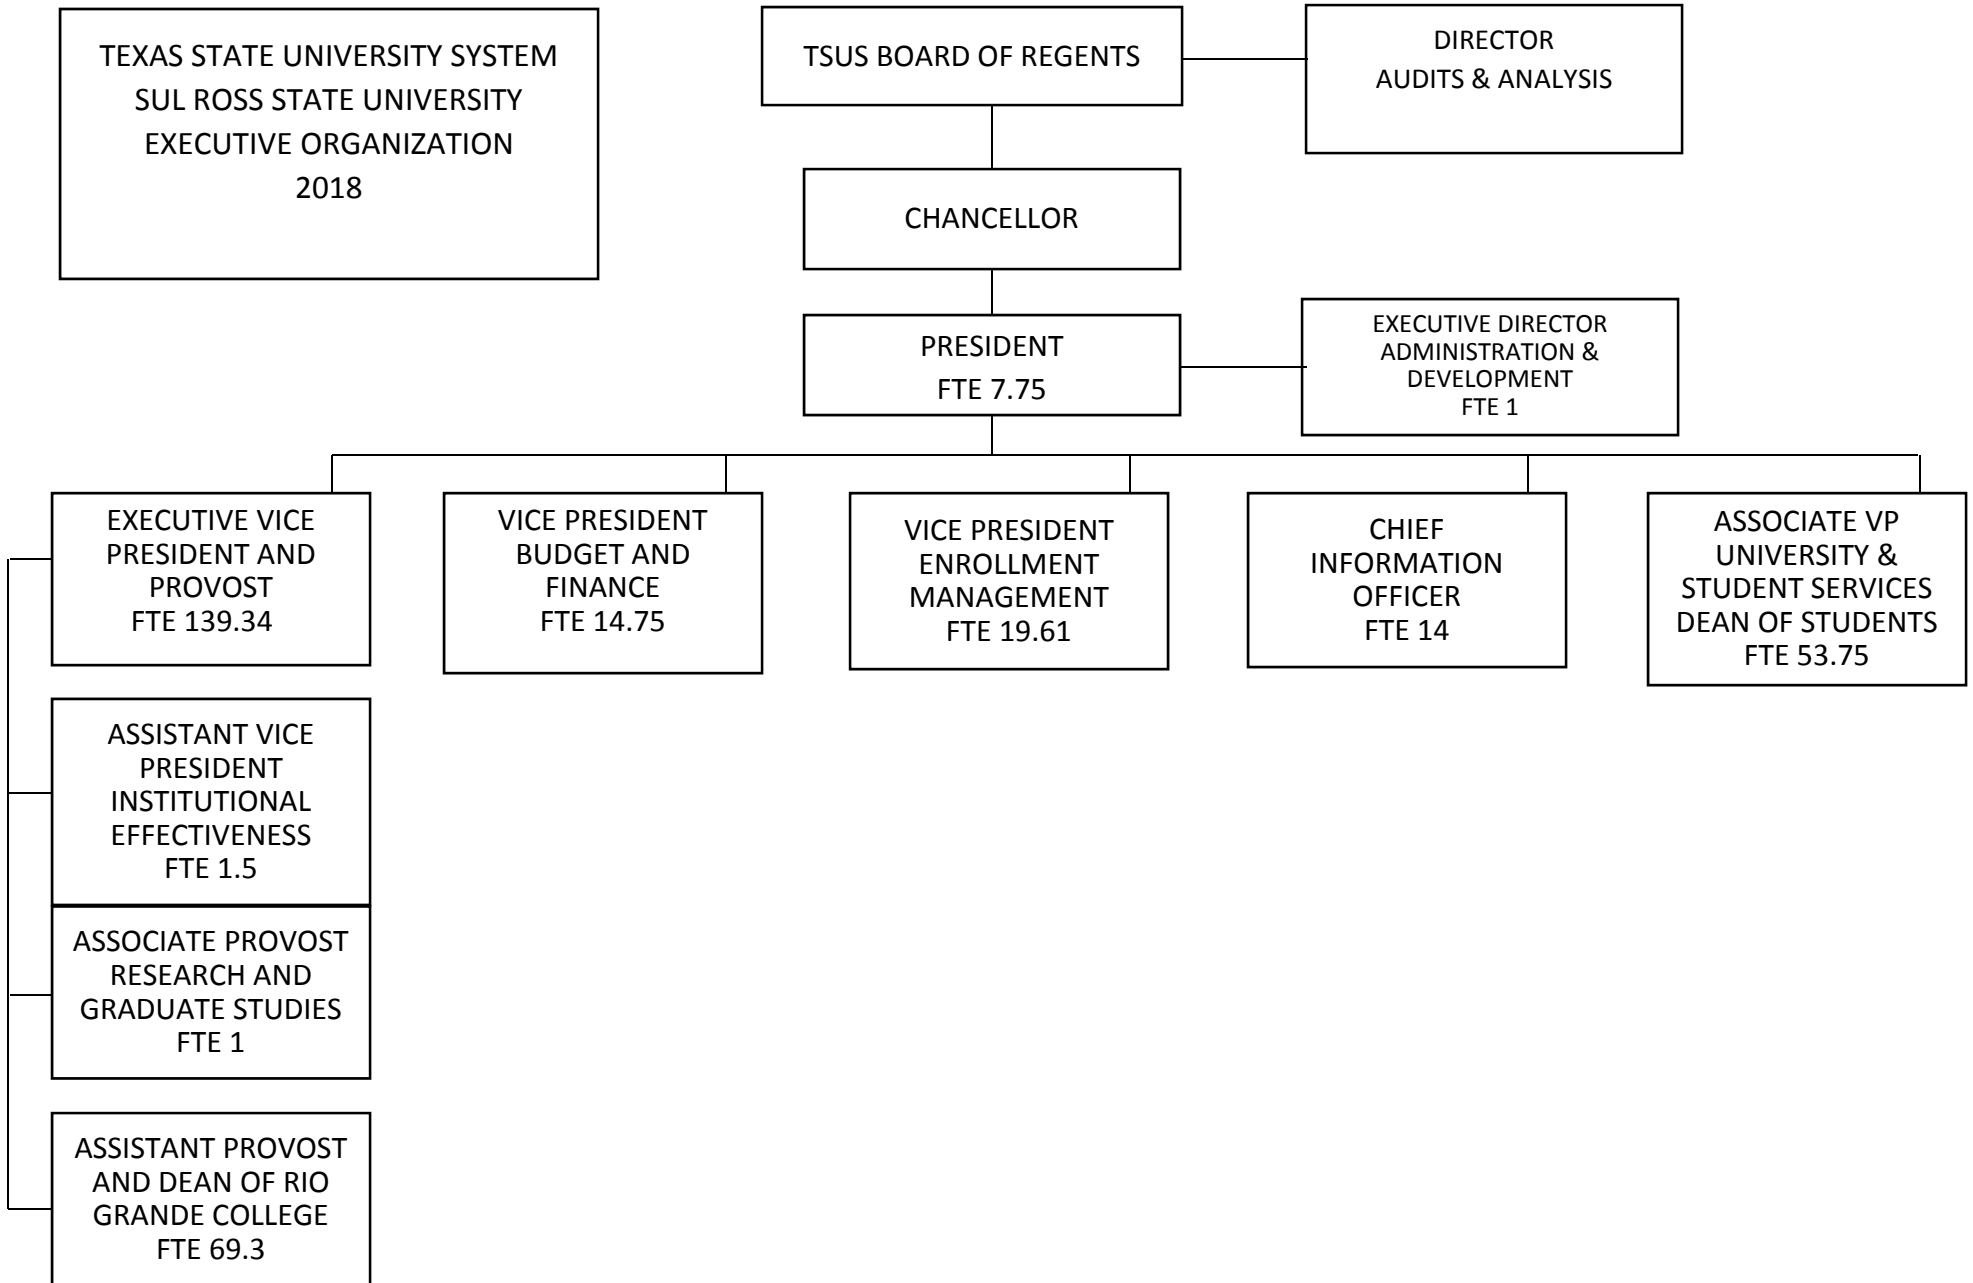 TEXAS STATE UNIVERSITY SYSTEM
SUL ROSS STATE UNIVERSITY
EXECUTIVE ORGANIZATION
2018
TSUS BOARD OF REGENTS
DIRECTOR
AUDITS & ANALYSIS
CHANCELLOR
PRESIDENT
FTE 7.75
EXECUTIVE DIRECTOR
ADMINISTRATION &
DEVELOPMENT
FTE 1
EXECUTIVE VICE
PRESIDENT AND
PROVOST
FTE 139.34
VICE PRESIDENT
BUDGET AND
FINANCE
FTE 14.75
VICE PRESIDENT
ENROLLMENT
MANAGEMENT
FTE 19.61
CHIEF
INFORMATION
OFFICER
FTE 14
ASSOCIATE VP
UNIVERSITY &
STUDENT SERVICES
DEAN OF STUDENTS
FTE 53.75
ASSISTANT VICE
PRESIDENT
INSTITUTIONAL
EFFECTIVENESS
FTE 1.5
ASSOCIATE PROVOST
RESEARCH AND
GRADUATE STUDIES
FTE 1
ASSISTANT PROVOST
AND DEAN OF RIO
GRANDE COLLEGE
FTE 69.3